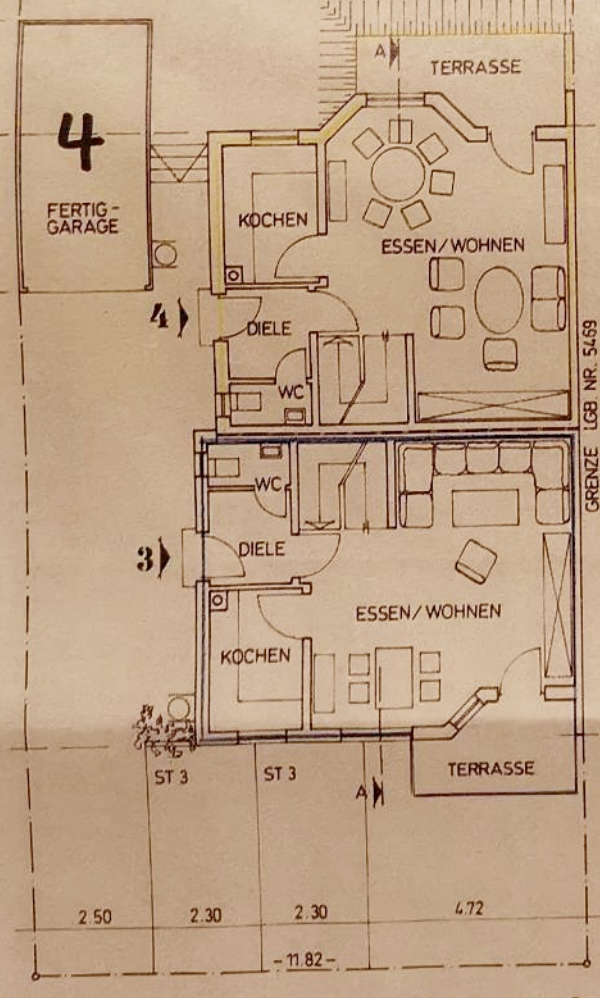 A
TERRASSE
4
FERTIG-
GARAGE
KOCHEN
ESSEN/WOHNEN
4
DIELE
WC
GRENZE LGB NR. 5469
WC
3
DIELE
ESSEN/WOHNEN
KOCHEN
ST 3
ST 3
TERRASSE
A
2.50
2.30
2.30
4.72
-11.82-